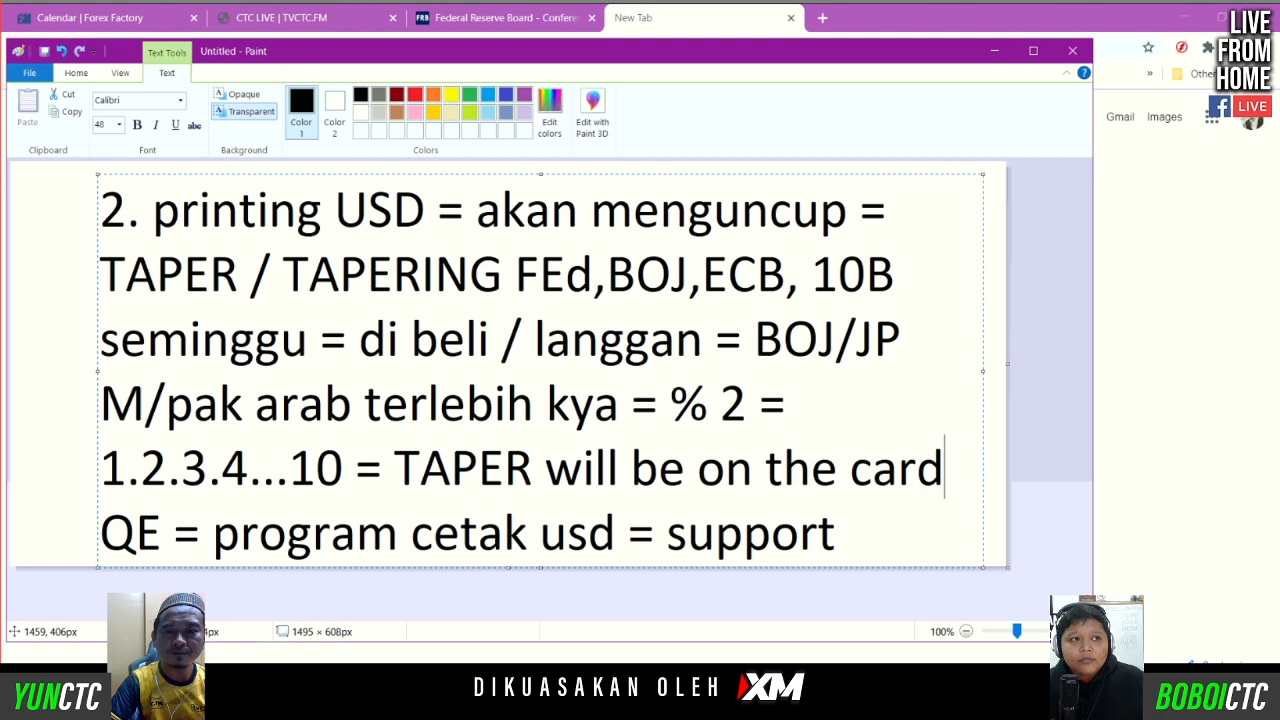 Calendar | Forex Factory
CTC LIVE | TVCTC.FM
FRB
Federal Reserve Board - Confere
New Tab
LIVE
FROM
HOME
LIVE
Text Tools
Untitled - Paint
File
Home
View
Text
Paste
Cut
Copy
Clipboard
Calibri
48
B I U abc
Font
Opaque
Transparent
Background
Color
1
Color
2
Edit
colors
Edit with
Paint 3D
Colors
Other
Gmail
Images
2. printing USD = akan menguncup =
TAPER / TAPERING FEd,BOJ,ECB, 10B
seminggu = di beli / langgan = BOJ/JP
M/pak arab terlebih kya = % 2 =
1.2.3.4...10 = TAPER will be on the card
QE = program cetak usd = support
1459, 406px
4px
1495 × 608px
100%
YUNCTC
DIKUASAKAN OLEH XM
BOBOICTC